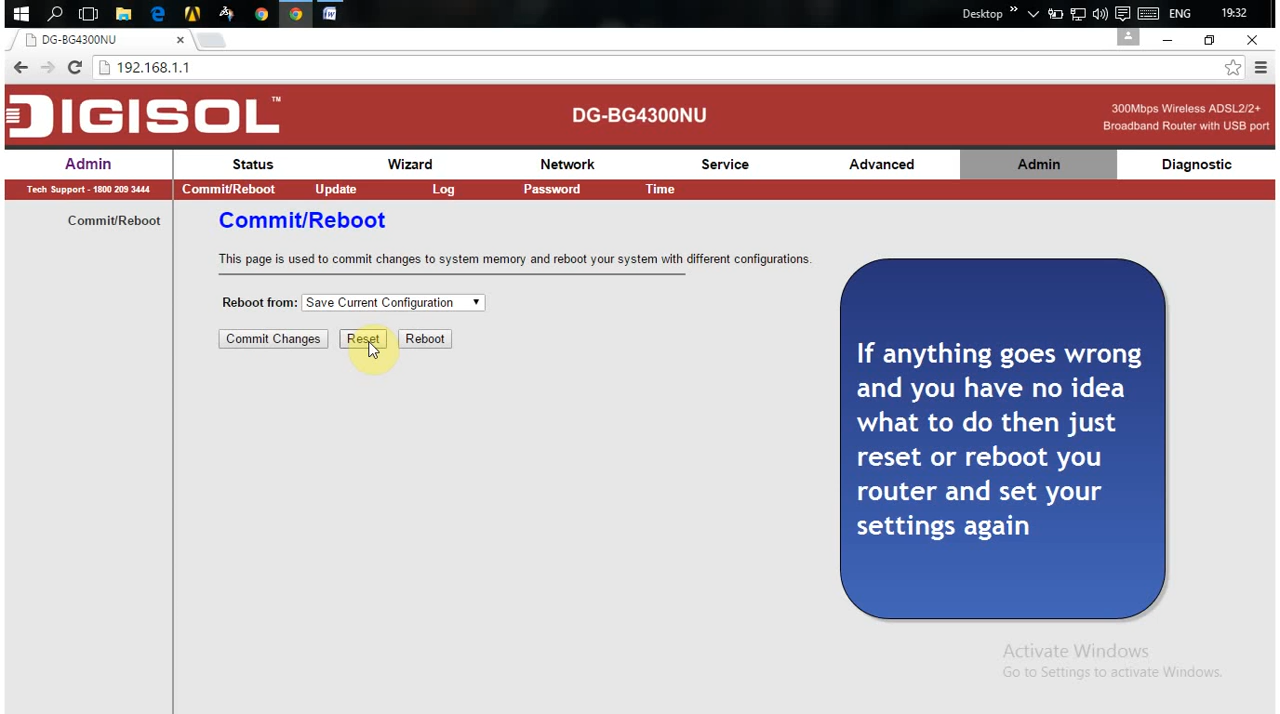 Desktop » ENG 19:32
DG-BG4300NU
192.168.1.1
DIGISOL™
DG-BG4300NU
300Mbps Wireless ADSL2/2+
Broadband Router with USB port
Admin Status Wizard Network Service Advanced Admin Diagnostic
Tech Support - 1800 209 3444 Commit/Reboot Update Log Password Time
Commit/Reboot
Commit/Reboot
This page is used to commit changes to system memory and reboot your system with different configurations.
Reboot from: Save Current Configuration
Commit Changes Reset Reboot
If anything goes wrong
and you have no idea
what to do then just
reset or reboot you
router and set your
settings again
Activate Windows
Go to Settings to activate Windows.